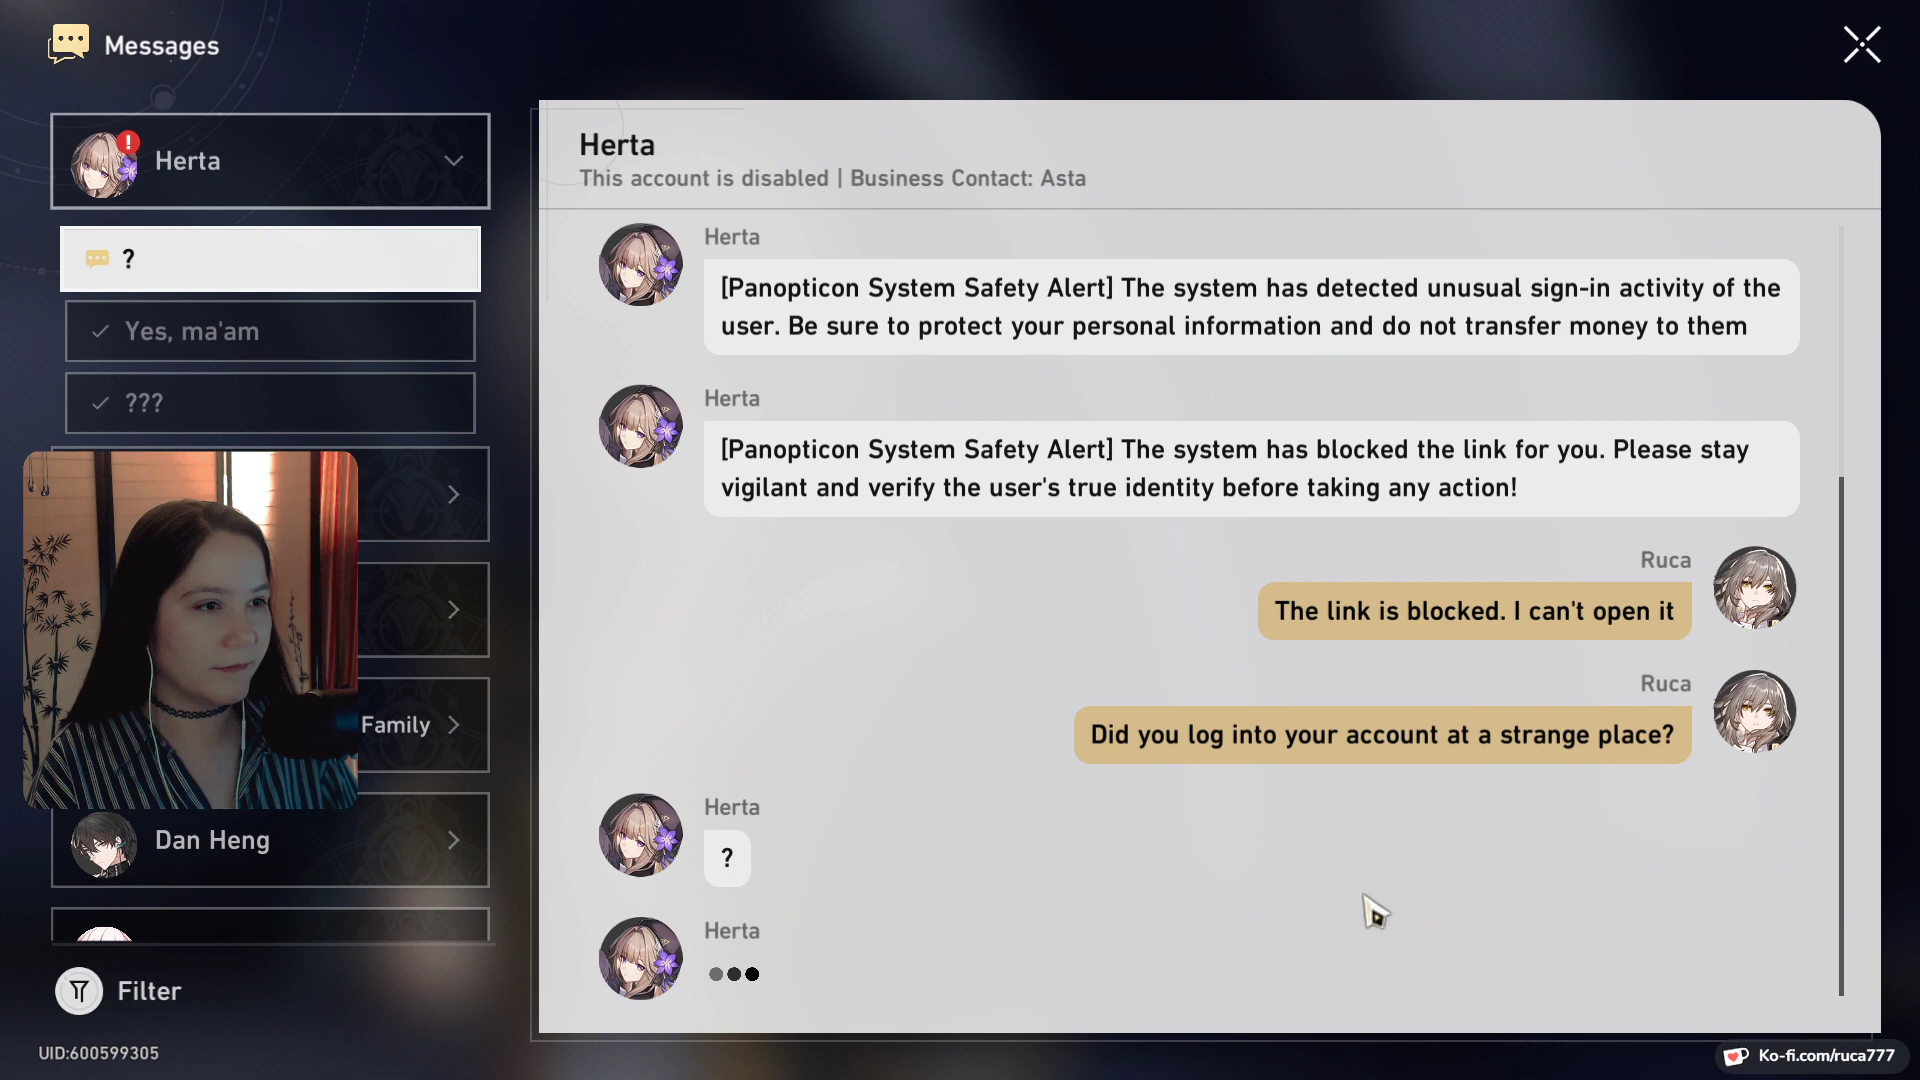 Messages
Herta
?
Yes, ma'am
???
Family
Dan Heng
Filter
UID:600599305
Herta
This account is disabled | Business Contact: Asta
Herta
[Panopticon System Safety Alert] The system has detected unusual sign-in activity of the
user. Be sure to protect your personal information and do not transfer money to them
Herta
[Panopticon System Safety Alert] The system has blocked the link for you. Please stay
vigilant and verify the user's true identity before taking any action!
Ruca
The link is blocked. I can't open it
Ruca
Did you log into your account at a strange place?
Herta
?
Herta
Ko-fi.com/ruca777